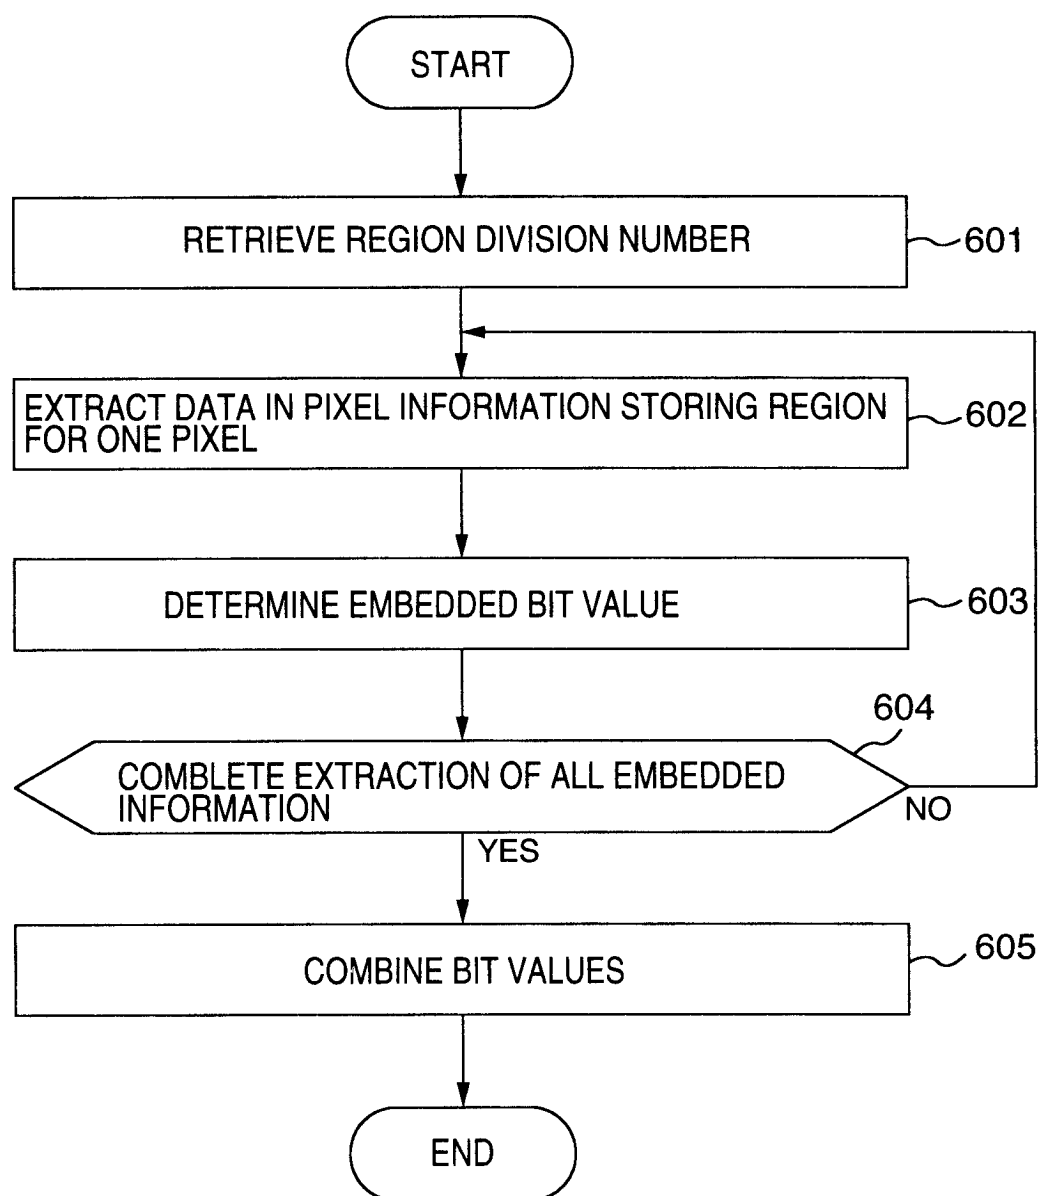 START
RETRIEVE REGION DIVISION NUMBER
601
EXTRACT DATA IN PIXEL INFORMATION STORING REGION
FOR ONE PIXEL
602
DETERMINE EMBEDDED BIT VALUE
603
604
COMBLETE EXTRACTION OF ALL EMBEDDED
INFORMATION
NO
YES
COMBINE BIT VALUES
605
END